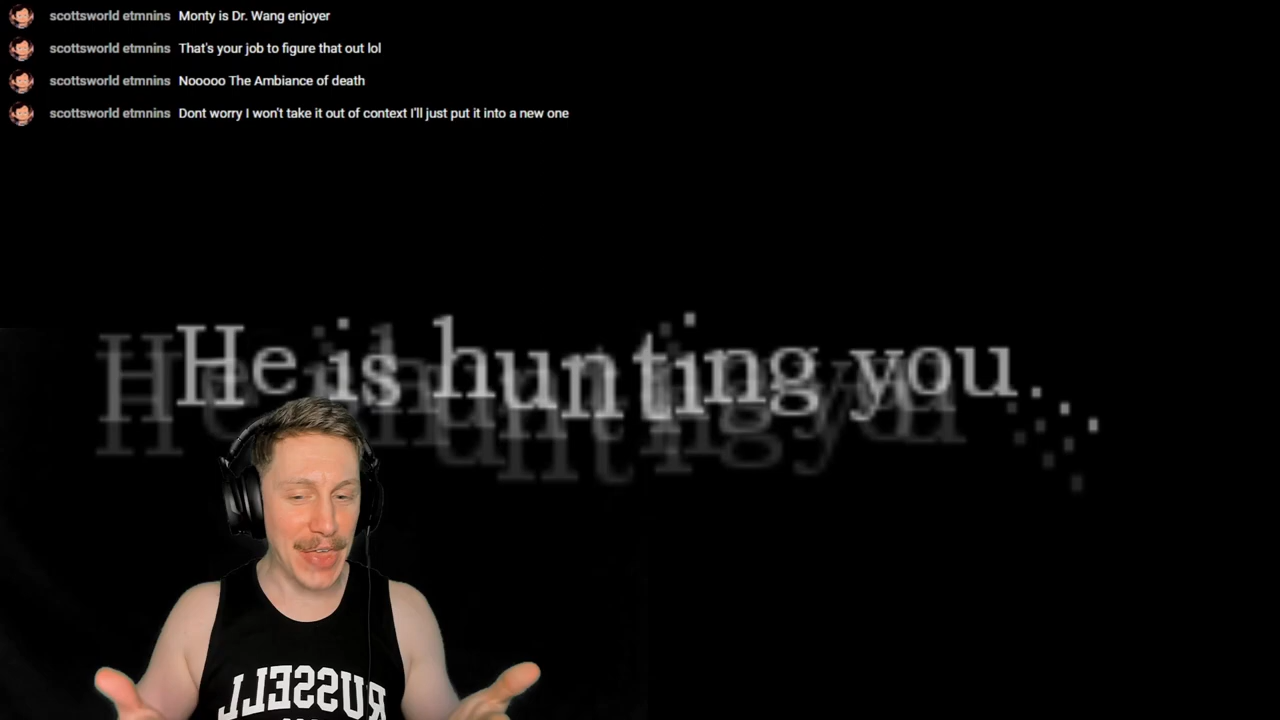 scottsworld etmnins Monty is Dr. Wang enjoyer
scottsworld etmnins That's your job to figure that out lol
scottsworld etmnins Nooooo The Ambiance of death
scottsworld etmnins Dont worry I won't take it out of context I'll just put it into a new one
He is hunting you.
RUSSELL